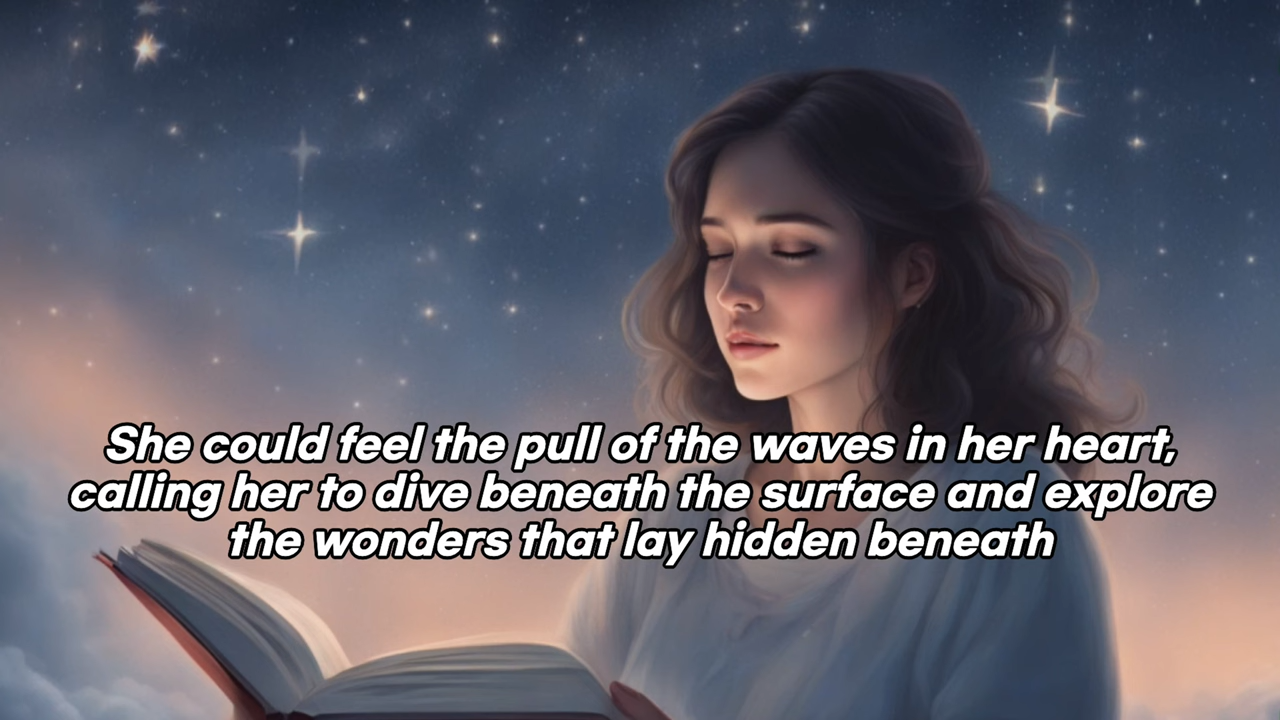 She could feel the pull of the waves in her heart,
calling her to dive beneath the surface and explore
the wonders that lay hidden beneath